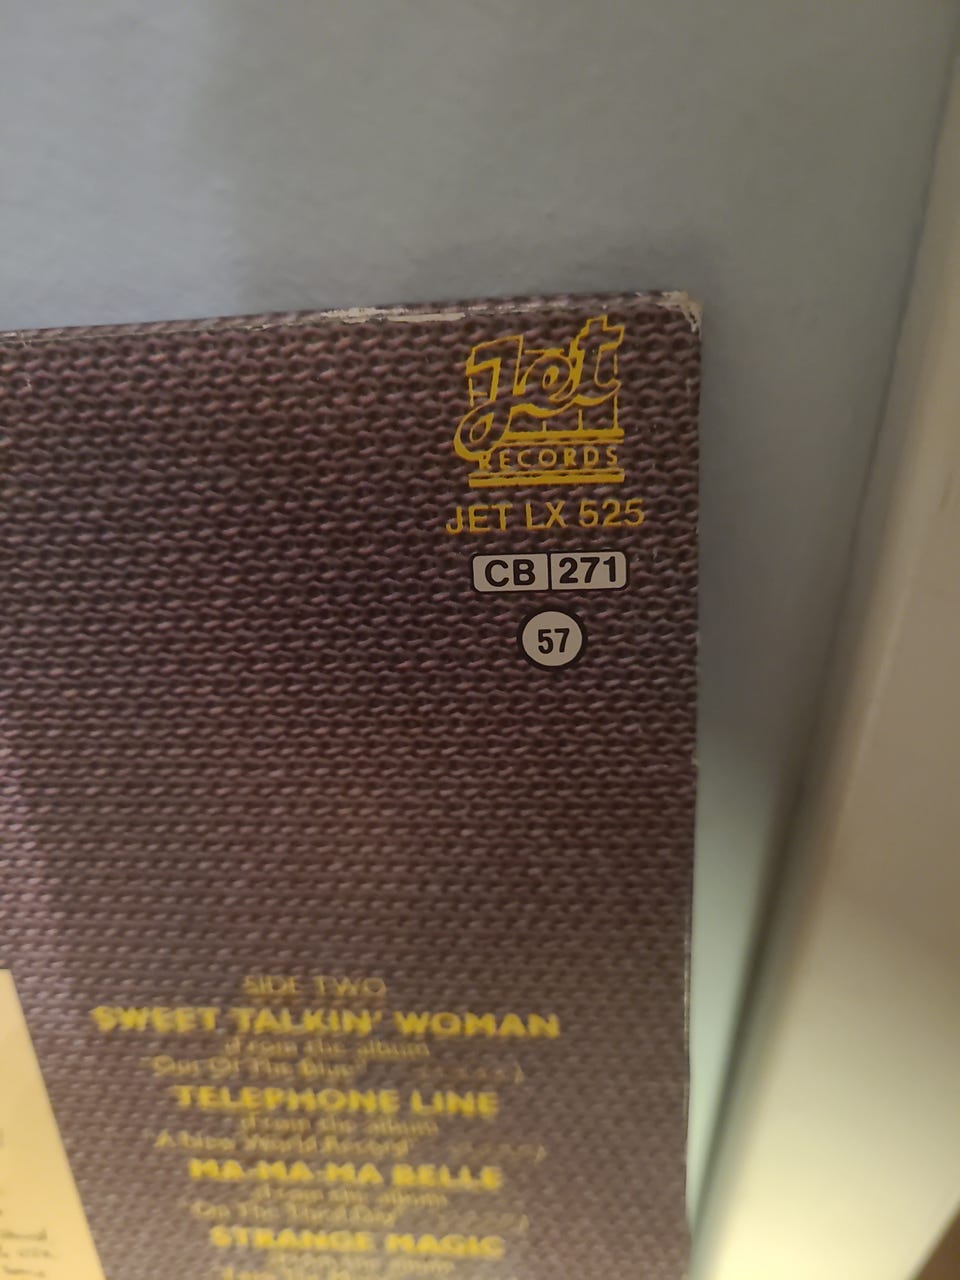 Jet
RECORDS
JET LX 525
CB 271
57
SIDE TWO
SWEET TALKIN' WOMAN
(from the album
"Out Of The Blue"
TELEPHONE LINE
(from the album
"A New World Record"
MA-MA-MA BELLE
(from the album
"On The Third Day"
STRANGE MAGIC